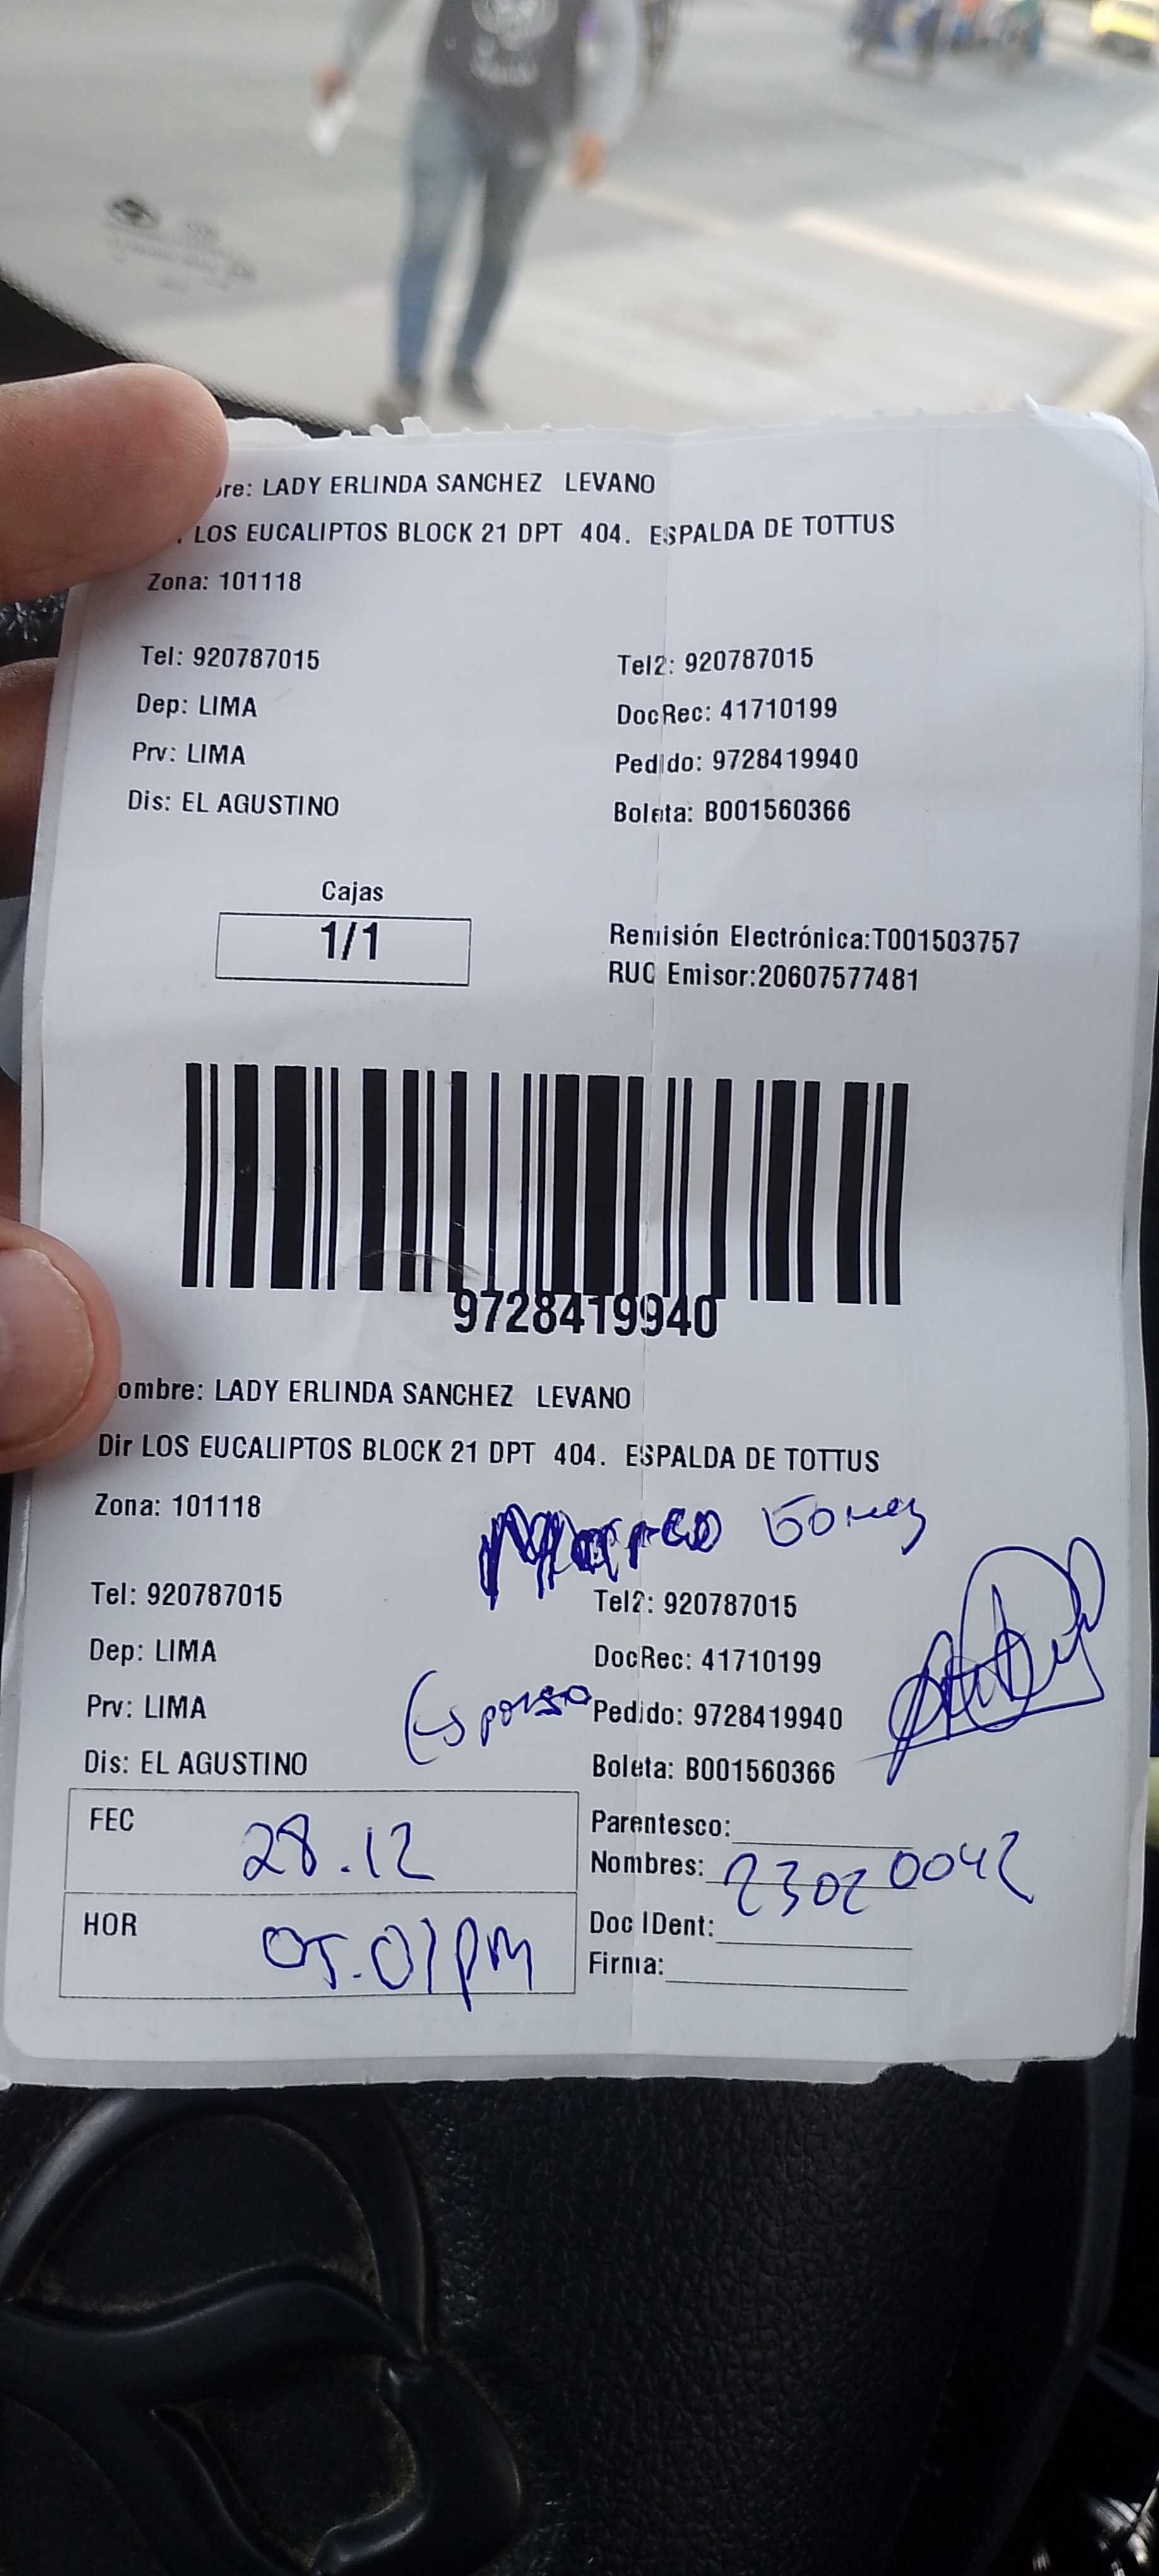 re: LADY ERLINDA SANCHEZ LEVANO
LOS EUCALIPTOS BLOCK 21 DPT 404. ESPALDA DE TOTTUS
Zona: 101118
Tel: 920787015 Tel2: 920787015
Dep: LIMA DocRec: 41710199
Prv: LIMA Pedido: 9728419940
Dis: EL AGUSTINO Boleta: B001560366
Cajas
1/1
Remisión Electrónica:T001503757
RUC Emisor:20607577481
9728419940
ombre: LADY ERLINDA SANCHEZ LEVANO
Dir LOS EUCALIPTOS BLOCK 21 DPT 404. ESPALDA DE TOTTUS
Zona: 101118
Tel: 920787015 Tel2: 920787015
Dep: LIMA DocRec: 41710199
Esposo
Prv: LIMA Pedido: 9728419940
Dis: EL AGUSTINO Boleta: B001560366
FEC 28.12
Parentesco:
Nombres: 23020042
HOR 05.01pm
Doc IDent:
Firma: